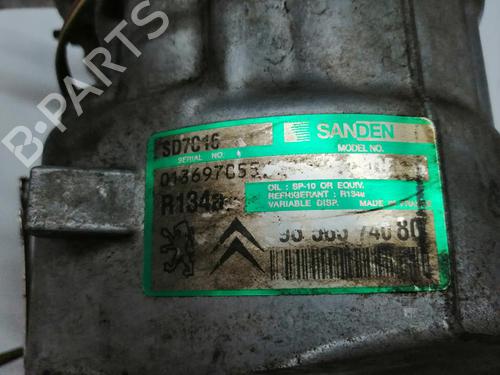 B-PARTS
SD7C16
SANDEN
SERIAL NO.
MODEL NO.
OIL : SP-10 OR EQUIV.
REFRIGERANT : R134a
VARIABLE DISP.
MADE IN FRANCE
R134a